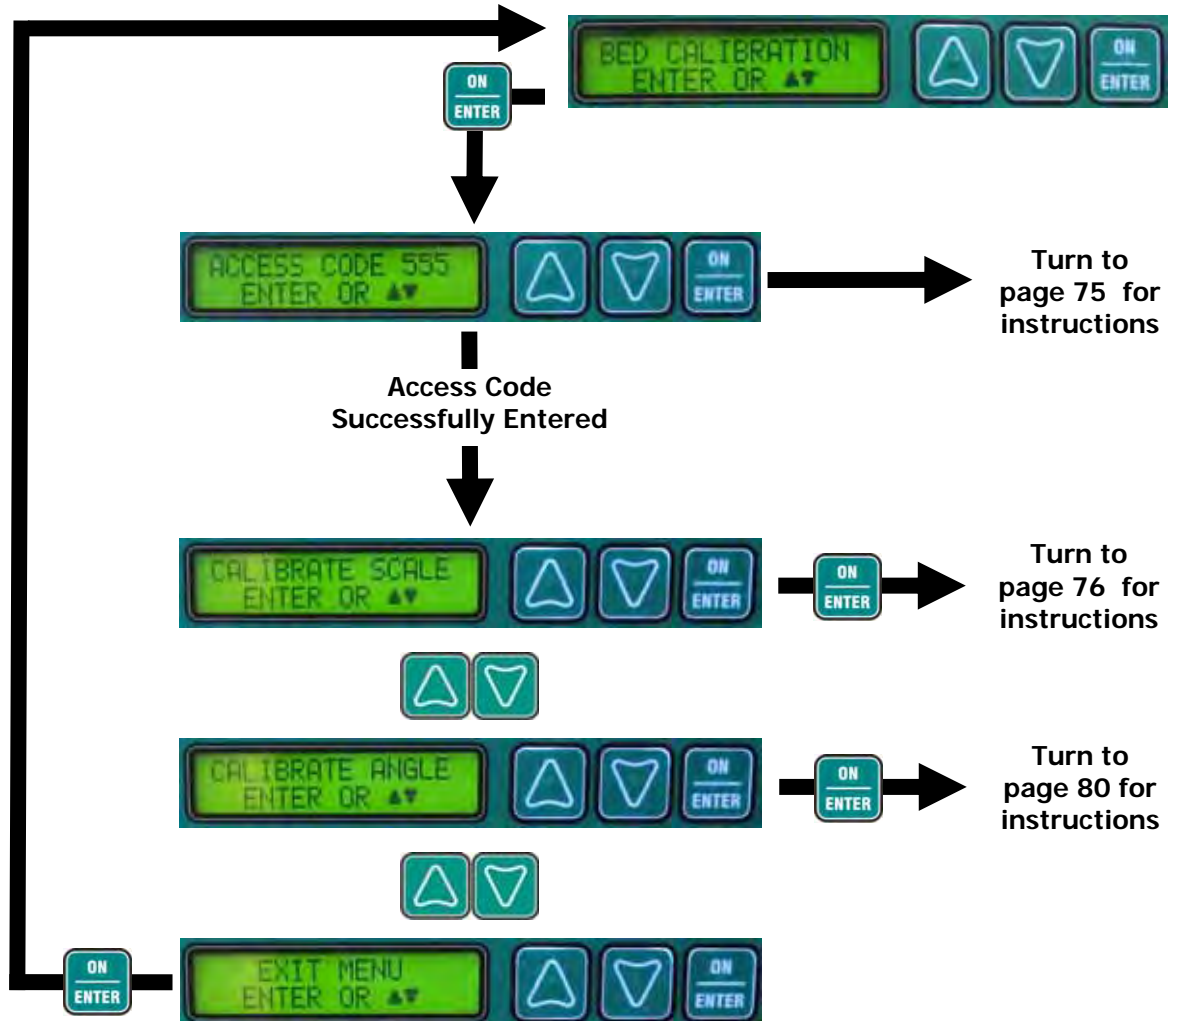 BED CALIBRATION
ENTER OR ▲▼
ON
ENTER
ON
ENTER
ACCESS CODE 555
ENTER OR ▲▼
ON
ENTER
Turn to
page 75 for
instructions
Access Code
Successfully Entered
CALIBRATE SCALE
ENTER OR ▲▼
ON
ENTER
ON
ENTER
Turn to
page 76 for
instructions
CALIBRATE ANGLE
ENTER OR ▲▼
ON
ENTER
ON
ENTER
Turn to
page 80 for
instructions
ON
ENTER
EXIT MENU
ENTER OR ▲▼
ON
ENTER